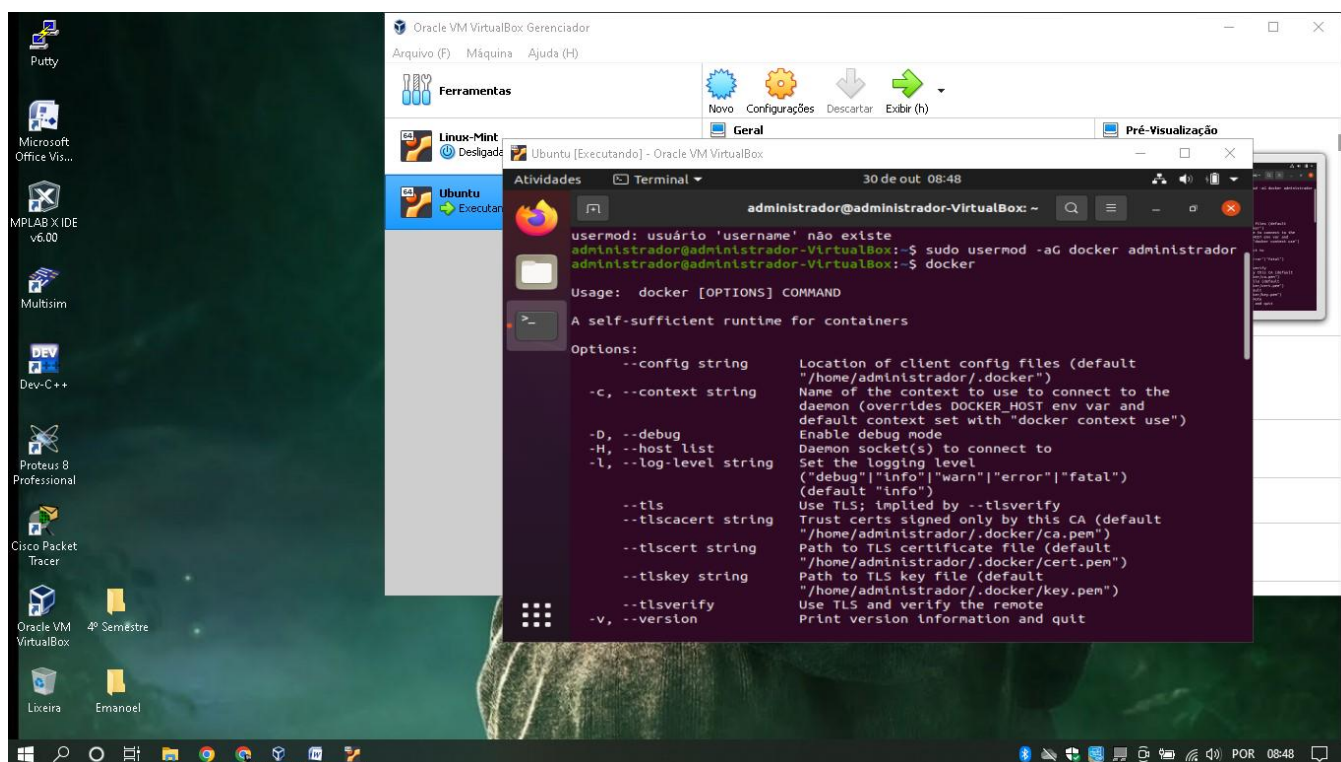 Putty
Microsoft
Office Vis...
MPLAB X IDE
v6.00
Multisim
DEV
Dev-C++
Proteus 8
Professional
Cisco Packet
Tracer
Oracle VM
VirtualBox
4º Semestre
Lixeira
Emanoel
Oracle VM VirtualBox Gerenciador
Arquivo (F) Máquina Ajuda (H)
Ferramentas
Novo Configurações Descartar Exibir (h)
64 Linux-Mint
Desligada
64 Ubuntu
Executan
Geral
Pré-Visualização
Ubuntu [Executando] - Oracle VM VirtualBox
Atividades Terminal 30 de out 08:48
administrador@administrador-VirtualBox: ~
usermod: usuário 'username' não existe
administrador@administrador-VirtualBox:~$ sudo usermod -aG docker administrador
administrador@administrador-VirtualBox:~$ docker
Usage: docker [OPTIONS] COMMAND
A self-sufficient runtime for containers
Options:
--config string Location of client config files (default
"/home/administrador/.docker")
-c, --context string Name of the context to use to connect to the
daemon (overrides DOCKER_HOST env var and
default context set with "docker context use")
-D, --debug Enable debug mode
-H, --host list Daemon socket(s) to connect to
-l, --log-level string Set the logging level
("debug"|"info"|"warn"|"error"|"fatal")
(default "info")
--tls Use TLS; implied by --tlsverify
--tlscacert string Trust certs signed only by this CA (default
"/home/administrador/.docker/ca.pem")
--tlscert string Path to TLS certificate file (default
"/home/administrador/.docker/cert.pem")
--tlskey string Path to TLS key file (default
"/home/administrador/.docker/key.pem")
--tlsverify Use TLS and verify the remote
-v, --version Print version information and quit
POR 08:48